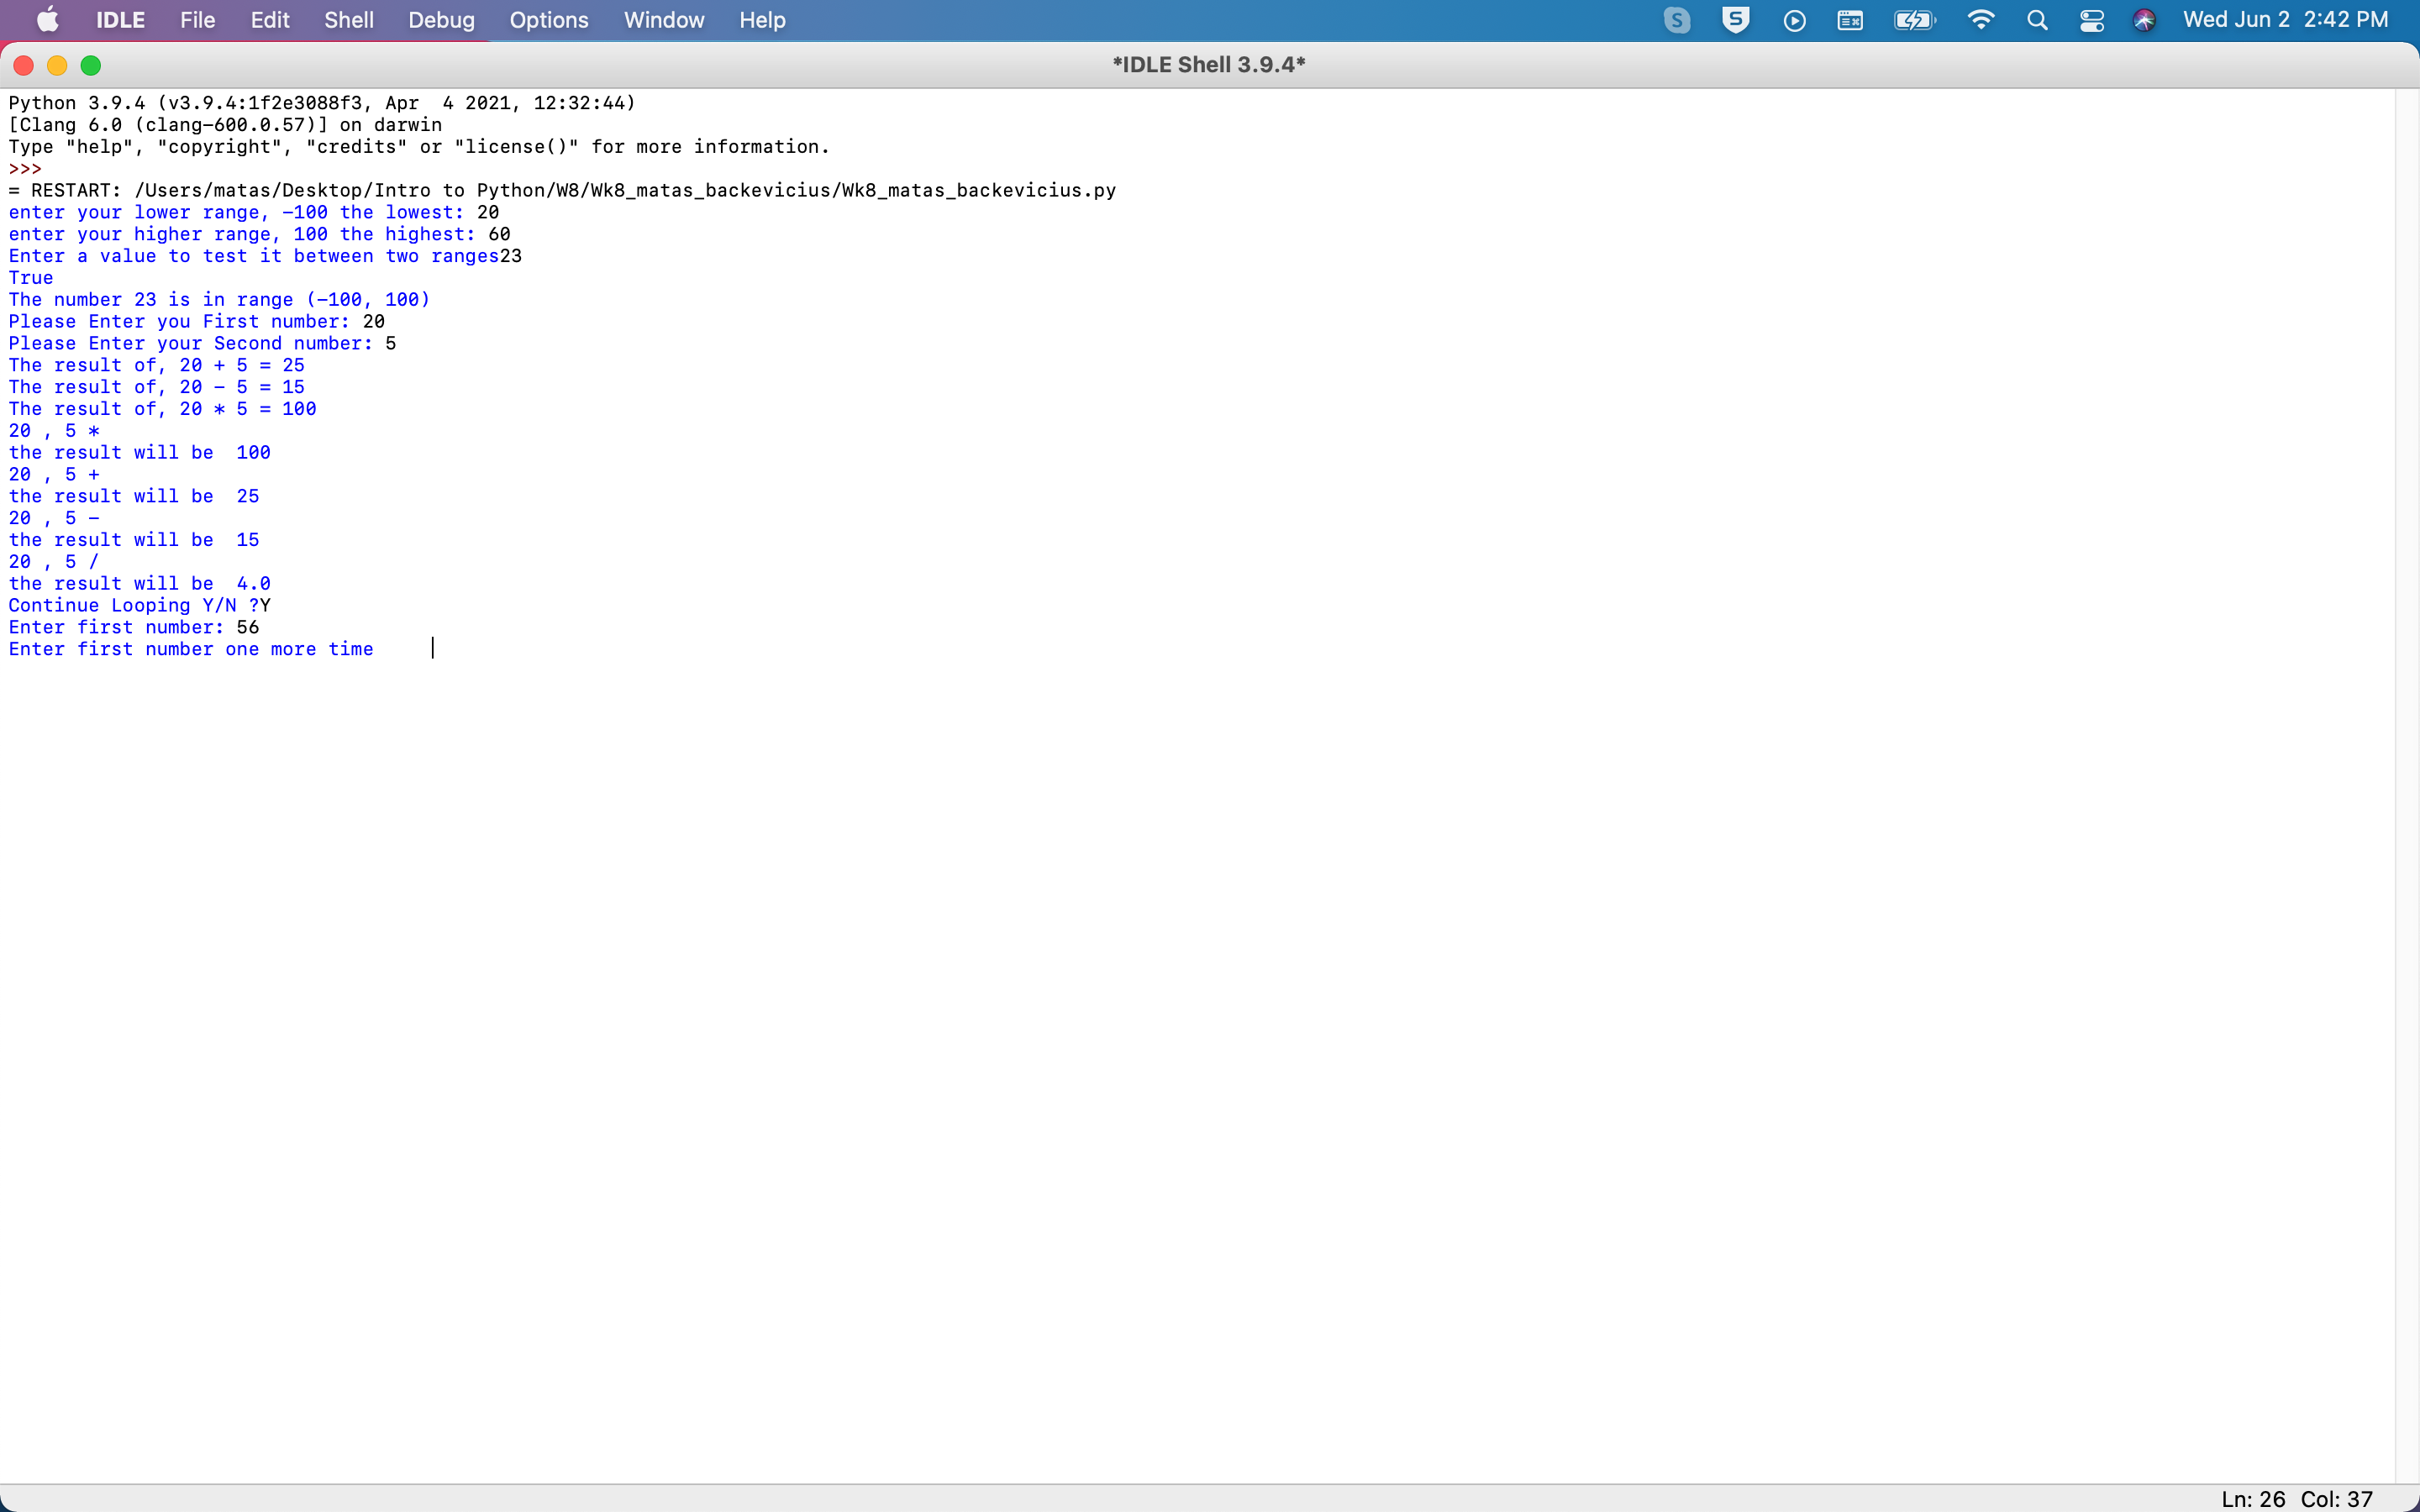 IDLE File Edit Shell Debug Options Window Help S S Wed Jun 2 2:42 PM
*IDLE Shell 3.9.4*
Python 3.9.4 (v3.9.4:1f2e3088f3, Apr  4 2021, 12:32:44)
[Clang 6.0 (clang-600.0.57)] on darwin
Type "help", "copyright", "credits" or "license()" for more information.
>>>
= RESTART: /Users/matas/Desktop/Intro to Python/W8/Wk8_matas_backevicius/Wk8_matas_backevicius.py
enter your lower range, -100 the lowest: 20
enter your higher range, 100 the highest: 60
Enter a value to test it between two ranges23
True
The number 23 is in range (-100, 100)
Please Enter you First number: 20
Please Enter your Second number: 5
The result of, 20 + 5 = 25
The result of, 20 - 5 = 15
The result of, 20 * 5 = 100
20 , 5 *
the result will be  100
20 , 5 +
the result will be  25
20 , 5 -
the result will be  15
20 , 5 /
the result will be  4.0
Continue Looping Y/N ?Y
Enter first number: 56
Enter first number one more time
Ln: 26 Col: 37